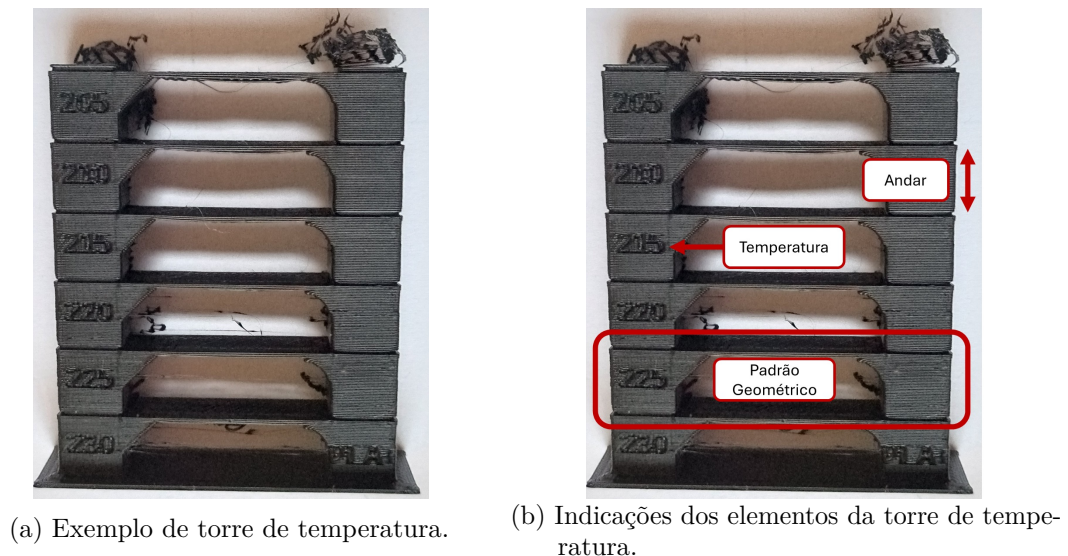 205
210
215
220
225
230
PLA+
205
210
Andar
215
Temperatura
220
225
Padrão
Geométrico
230
PLA+
(a) Exemplo de torre de temperatura.
(b) Indicações dos elementos da torre de tempe-
ratura.